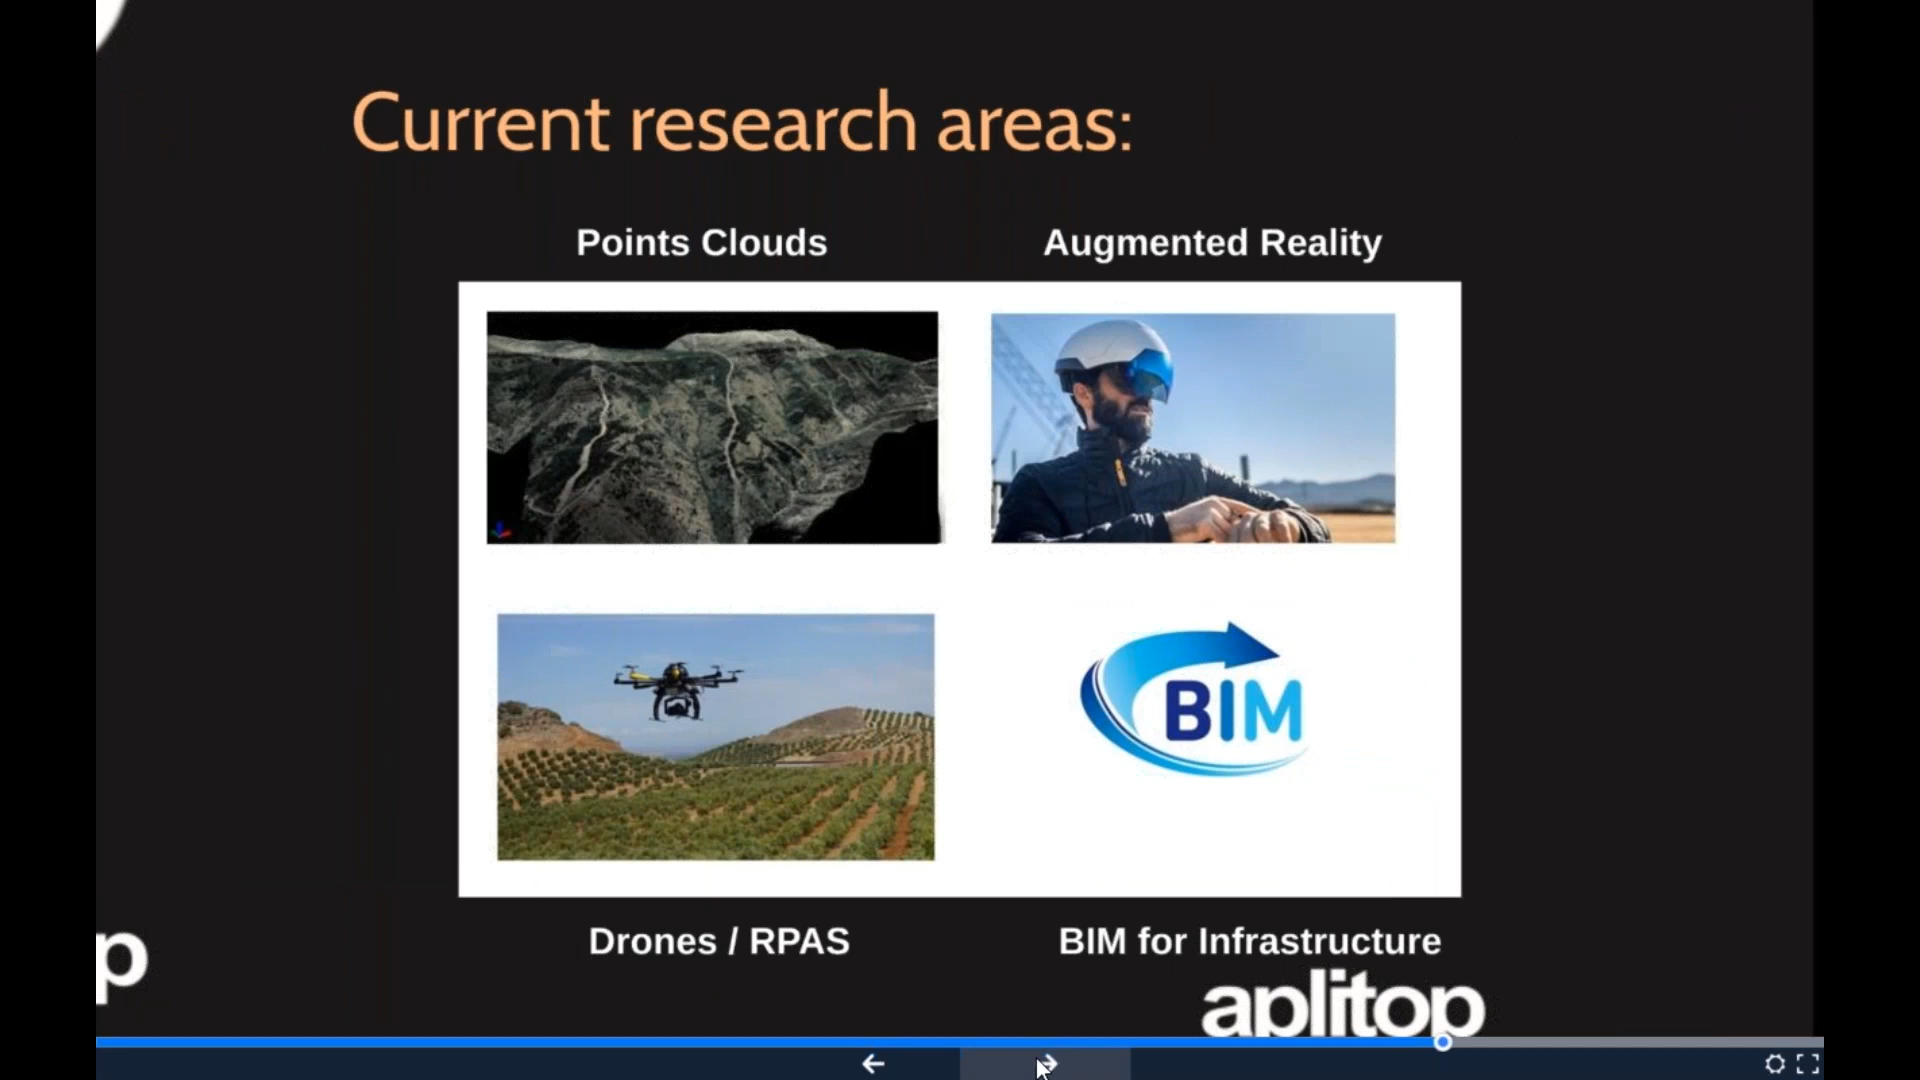 Current research areas:
Points Clouds
Augmented Reality
BIM
Drones / RPAS
BIM for Infrastructure
p
aplitop